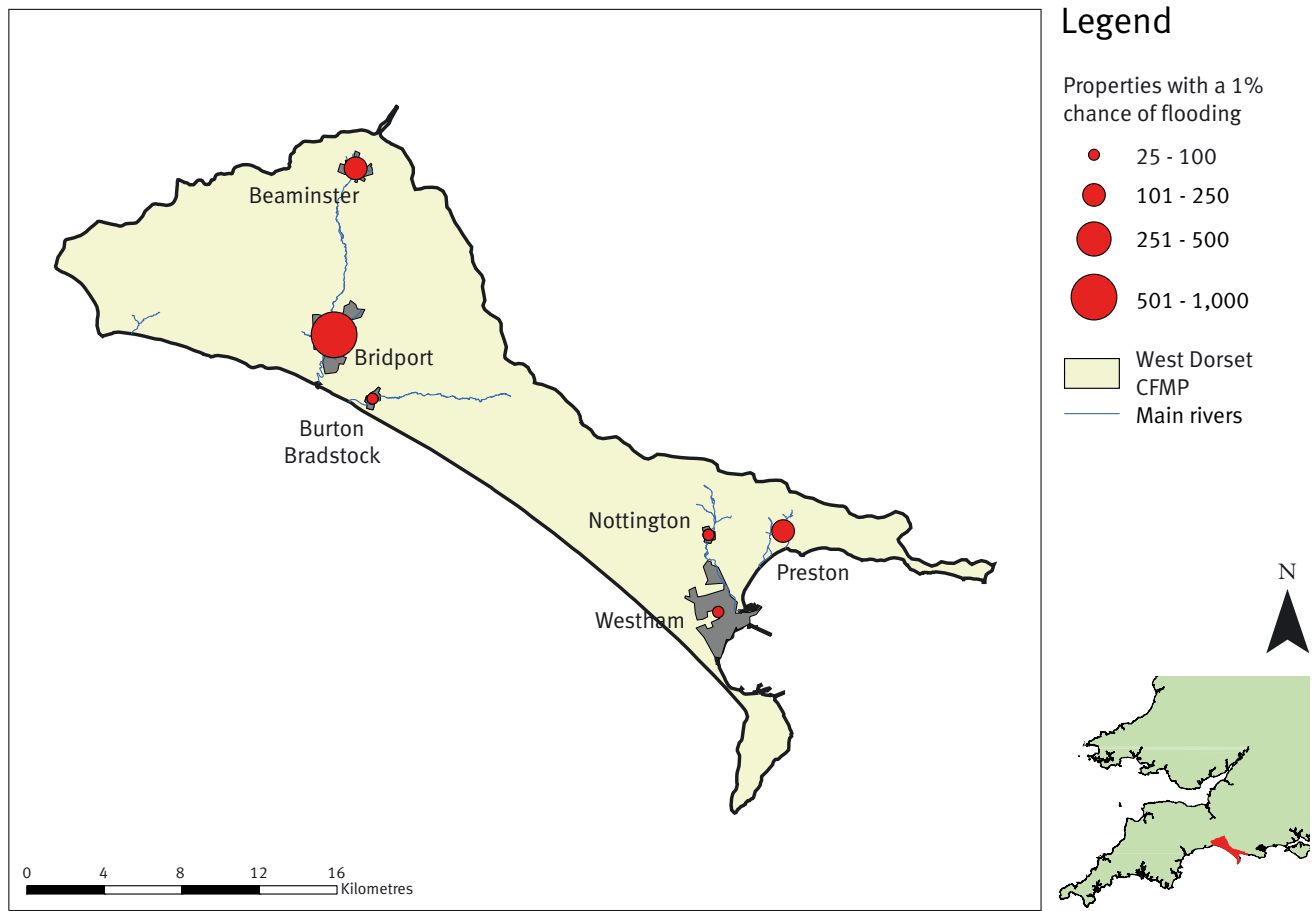 Legend
Properties with a 1%
chance of flooding
25 - 100
101 - 250
251 - 500
501 - 1,000
West Dorset
CFMP
Main rivers
Beaminster
Bridport
Burton
Bradstock
Nottington
Preston
Westham
N
0 4 8 12 16
Kilometres